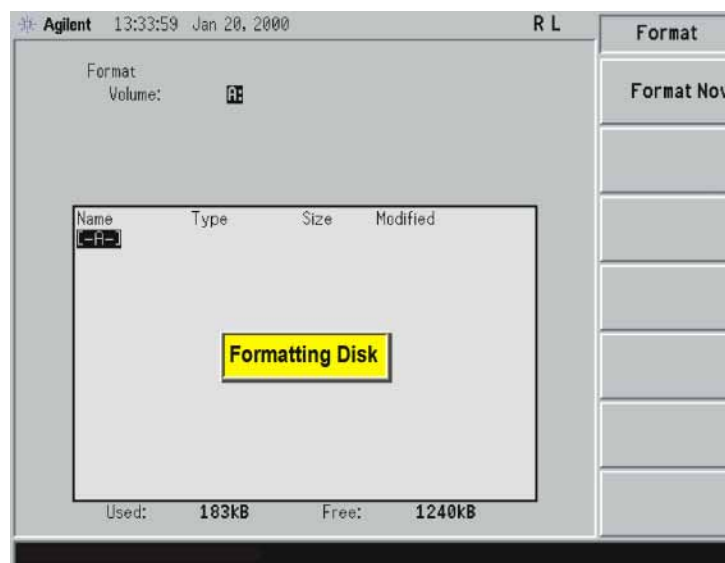 Agilent 13:33:59 Jan 20, 2000 R L
Format
Format Nov
Format
Volume: A:
Name Type Size Modified
[-A-]
Formatting Disk
Used: 183kB Free: 1240kB